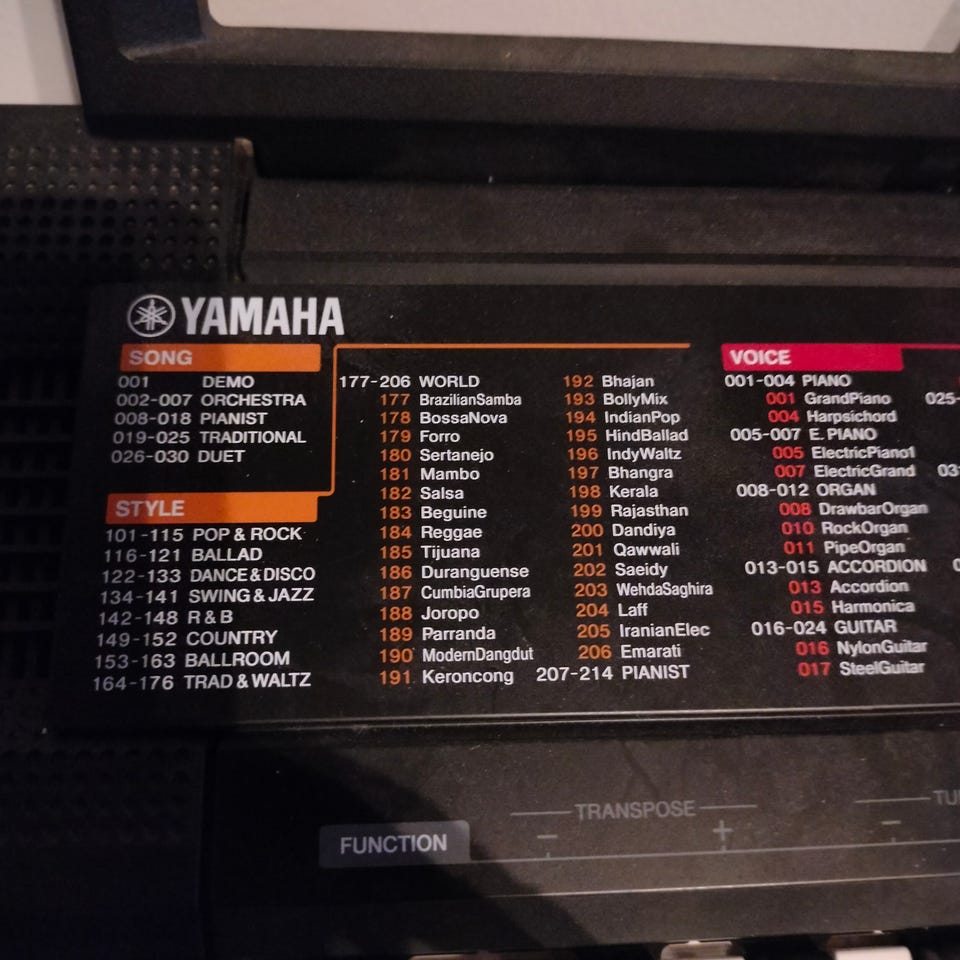 YAMAHA
SONG
001 DEMO
002-007 ORCHESTRA
008-018 PIANIST
019-025 TRADITIONAL
026-030 DUET
STYLE
101-115 POP & ROCK
116-121 BALLAD
122-133 DANCE & DISCO
134-141 SWING & JAZZ
142-148 R & B
149-152 COUNTRY
153-163 BALLROOM
164-176 TRAD & WALTZ
177-206 WORLD
177 BrazilianSamba
178 BossaNova
179 Forro
180 Sertanejo
181 Mambo
182 Salsa
183 Beguine
184 Reggae
185 Tijuana
186 Duranguense
187 CumbiaGrupera
188 Joropo
189 Parranda
190 ModernDangdut
191 Keroncong
192 Bhajan
193 BollyMix
194 IndianPop
195 HindBallad
196 IndyWaltz
197 Bhangra
198 Kerala
199 Rajasthan
200 Dandiya
201 Qawwali
202 Saeidy
203 WehdaSaghira
204 Laff
205 IranianElec
206 Emarati
207-214 PIANIST
VOICE
001-004 PIANO
001 GrandPiano
004 Harpsichord
005-007 E. PIANO
005 ElectricPiano1
007 ElectricGrand
008-012 ORGAN
008 DrawbarOrgan
010 RockOrgan
011 PipeOrgan
013-015 ACCORDION
013 Accordion
015 Harmonica
016-024 GUITAR
016 NylonGuitar
017 SteelGuitar
025-
FUNCTION
TRANSPOSE
- +
-